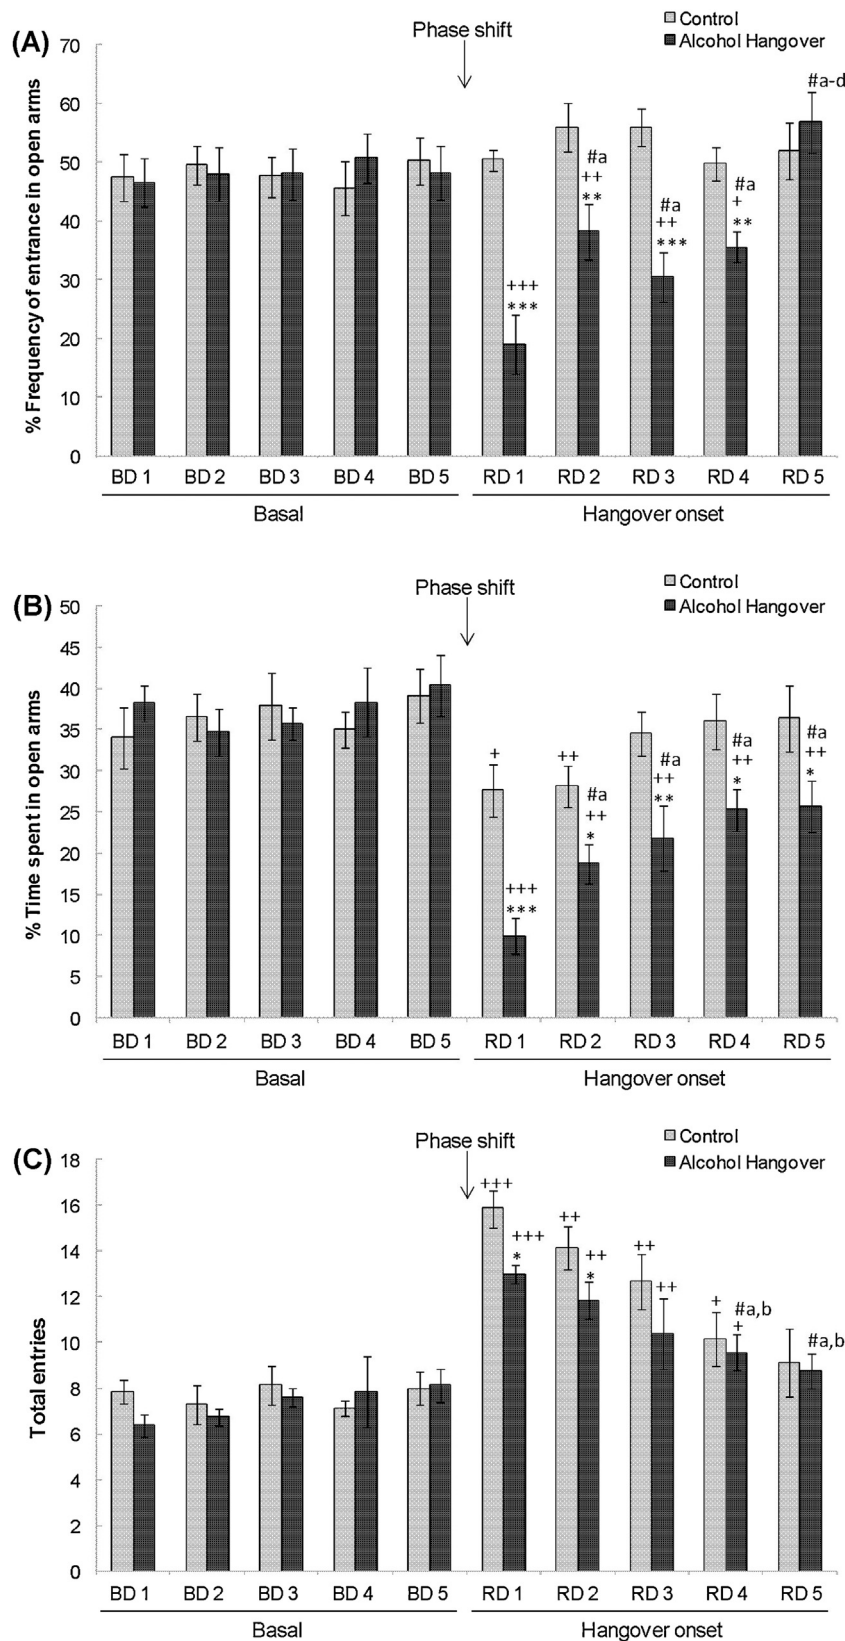 Phase shift
Control
Alcohol Hangover
(A)
% Frequency of entrance in open arms
70
60
50
40
30
20
10
0
+++
***
#a
++
**
#a
++
***
#a
+
**
#a-d
BD 1 BD 2 BD 3 BD 4 BD 5 RD 1 RD 2 RD 3 RD 4 RD 5
Basal Hangover onset
Phase shift
Control
Alcohol Hangover
(B)
% Time spent in open arms
50
45
40
35
30
25
20
15
10
5
0
+
+++
***
++
#a
++
*
#a
++
**
#a
++
*
#a
++
*
BD 1 BD 2 BD 3 BD 4 BD 5 RD 1 RD 2 RD 3 RD 4 RD 5
Basal Hangover onset
Phase shift
Control
Alcohol Hangover
(C)
Total entries
18
16
14
12
10
8
6
4
2
0
+++
+++
*
++
++
*
++
++
+
#a,b
+
#a,b
BD 1 BD 2 BD 3 BD 4 BD 5 RD 1 RD 2 RD 3 RD 4 RD 5
Basal Hangover onset